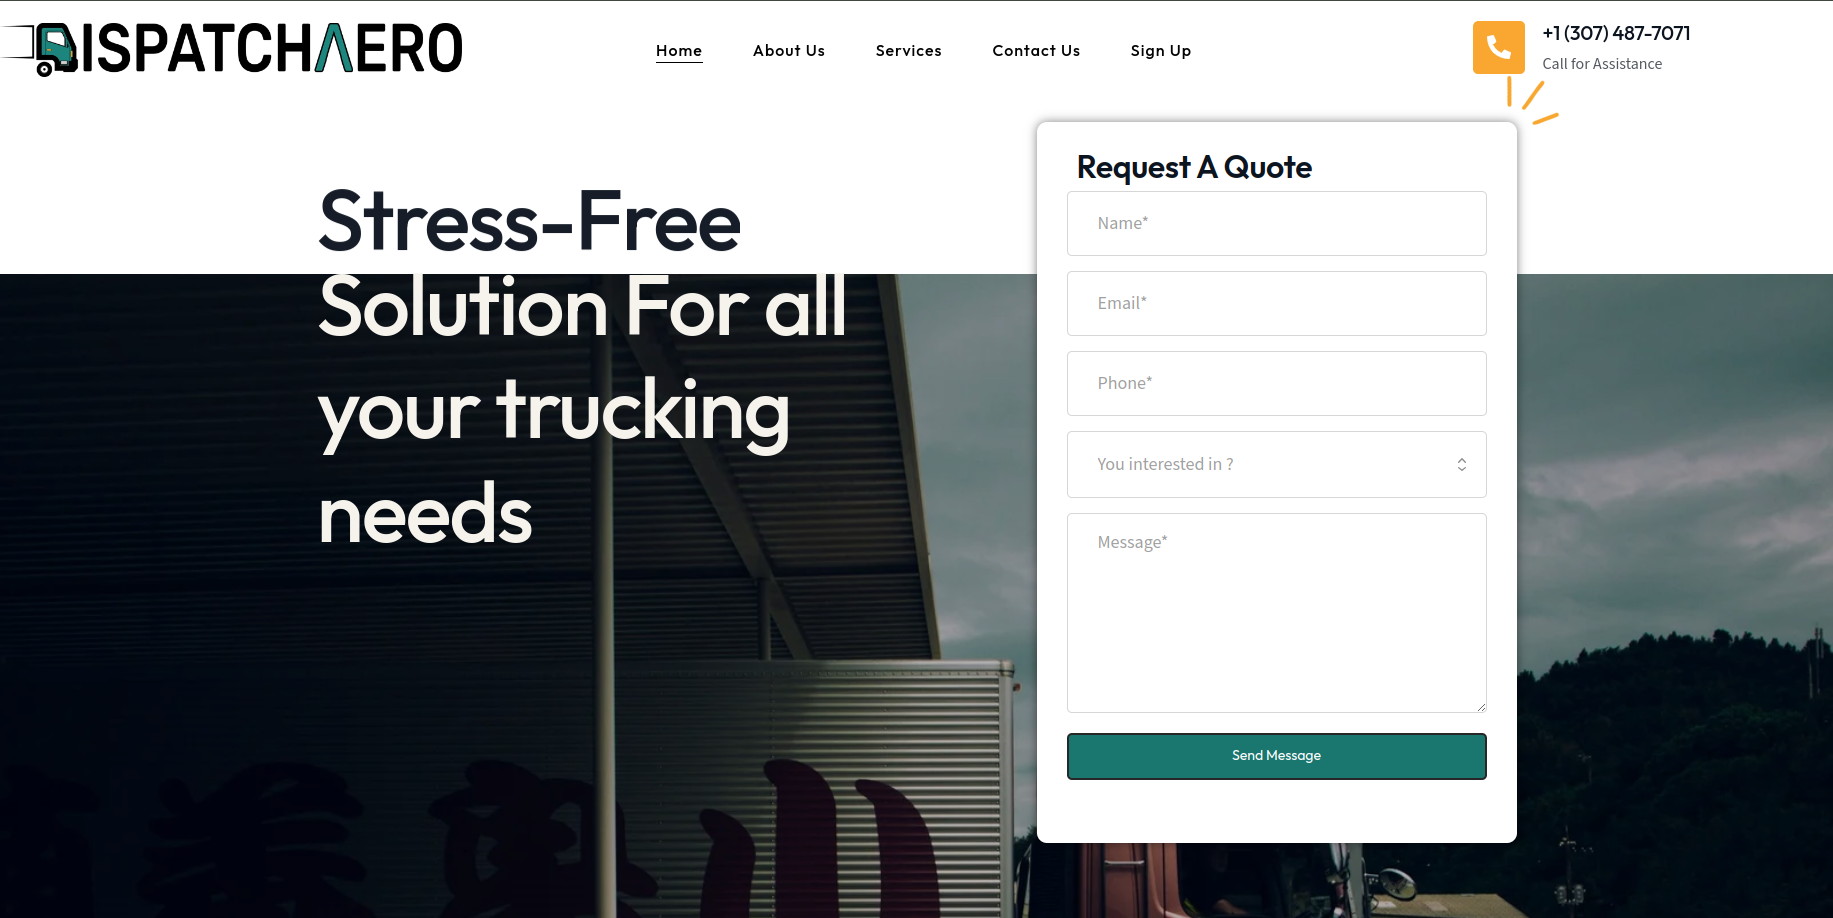 DISPATCHAERO
Home
About Us
Services
Contact Us
Sign Up
+1 (307) 487-7071
Call for Assistance
Stress-Free
Solution For all
your trucking
needs
Request A Quote
Name*
Email*
Phone*
You interested in ?
Message*
Send Message